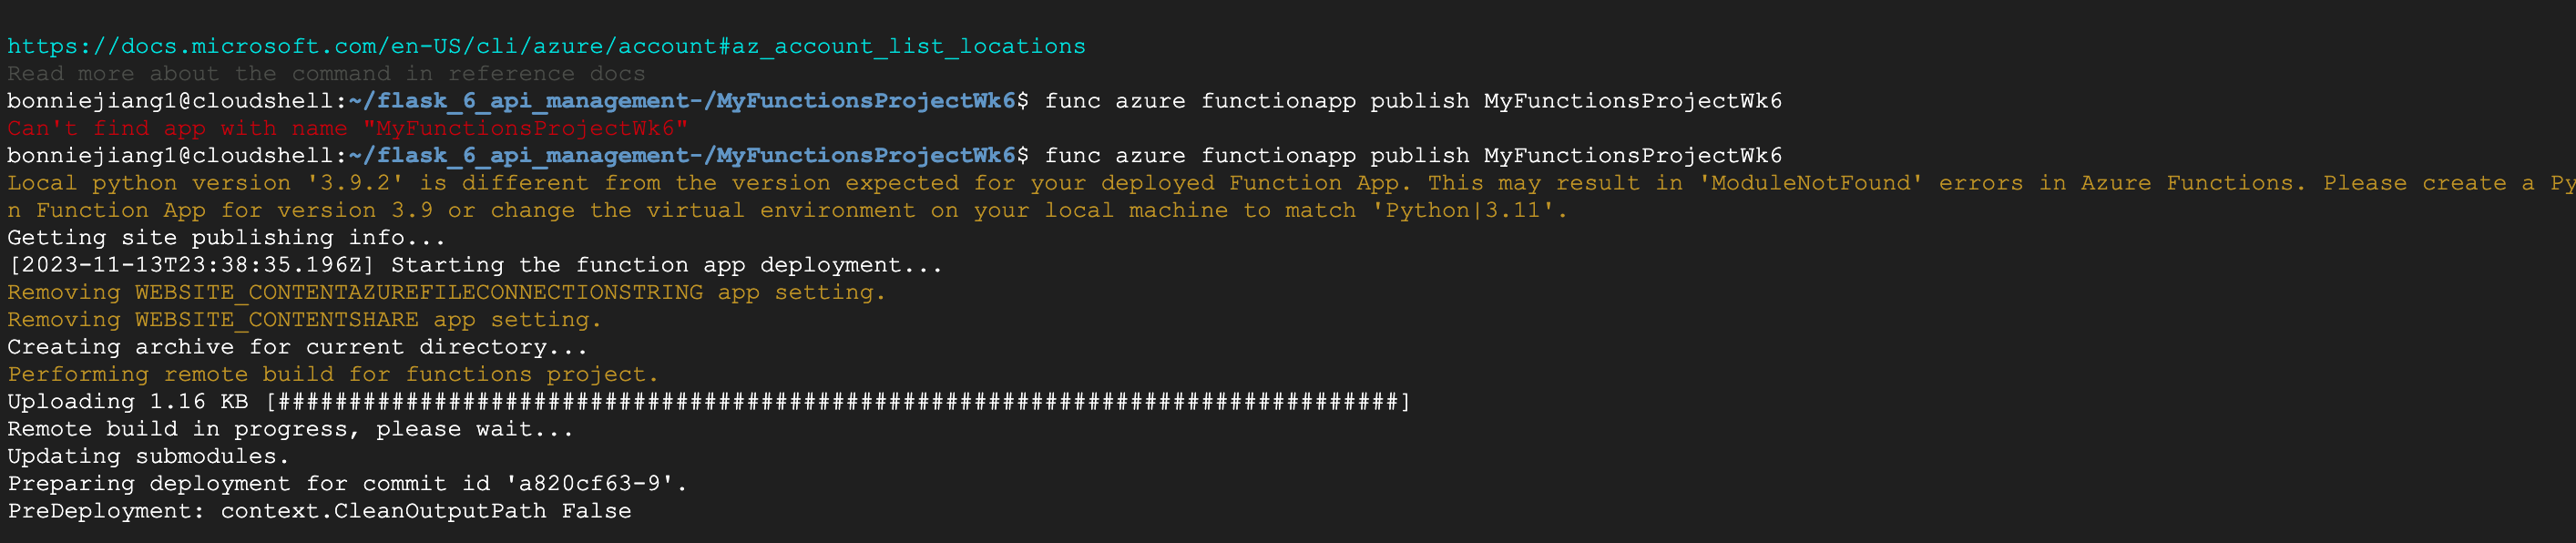 https://docs.microsoft.com/en-US/cli/azure/account#az_account_list_locations
Read more about the command in reference docs
bonniejiang1@cloudshell:~/flask_6_api_management-/MyFunctionsProjectWk6$ func azure functionapp publish MyFunctionsProjectWk6
Can't find app with name "MyFunctionsProjectWk6"
bonniejiang1@cloudshell:~/flask_6_api_management-/MyFunctionsProjectWk6$ func azure functionapp publish MyFunctionsProjectWk6
Local python version '3.9.2' is different from the version expected for your deployed Function App. This may result in 'ModuleNotFound' errors in Azure Functions. Please create a Py
n Function App for version 3.9 or change the virtual environment on your local machine to match 'Python|3.11'.
Getting site publishing info...
[2023-11-13T23:38:35.196Z] Starting the function app deployment...
Removing WEBSITE_CONTENTAZUREFILECONNECTIONSTRING app setting.
Removing WEBSITE_CONTENTSHARE app setting.
Creating archive for current directory...
Performing remote build for functions project.
Uploading 1.16 KB [###############################################################################]
Remote build in progress, please wait...
Updating submodules.
Preparing deployment for commit id 'a820cf63-9'.
PreDeployment: context.CleanOutputPath False